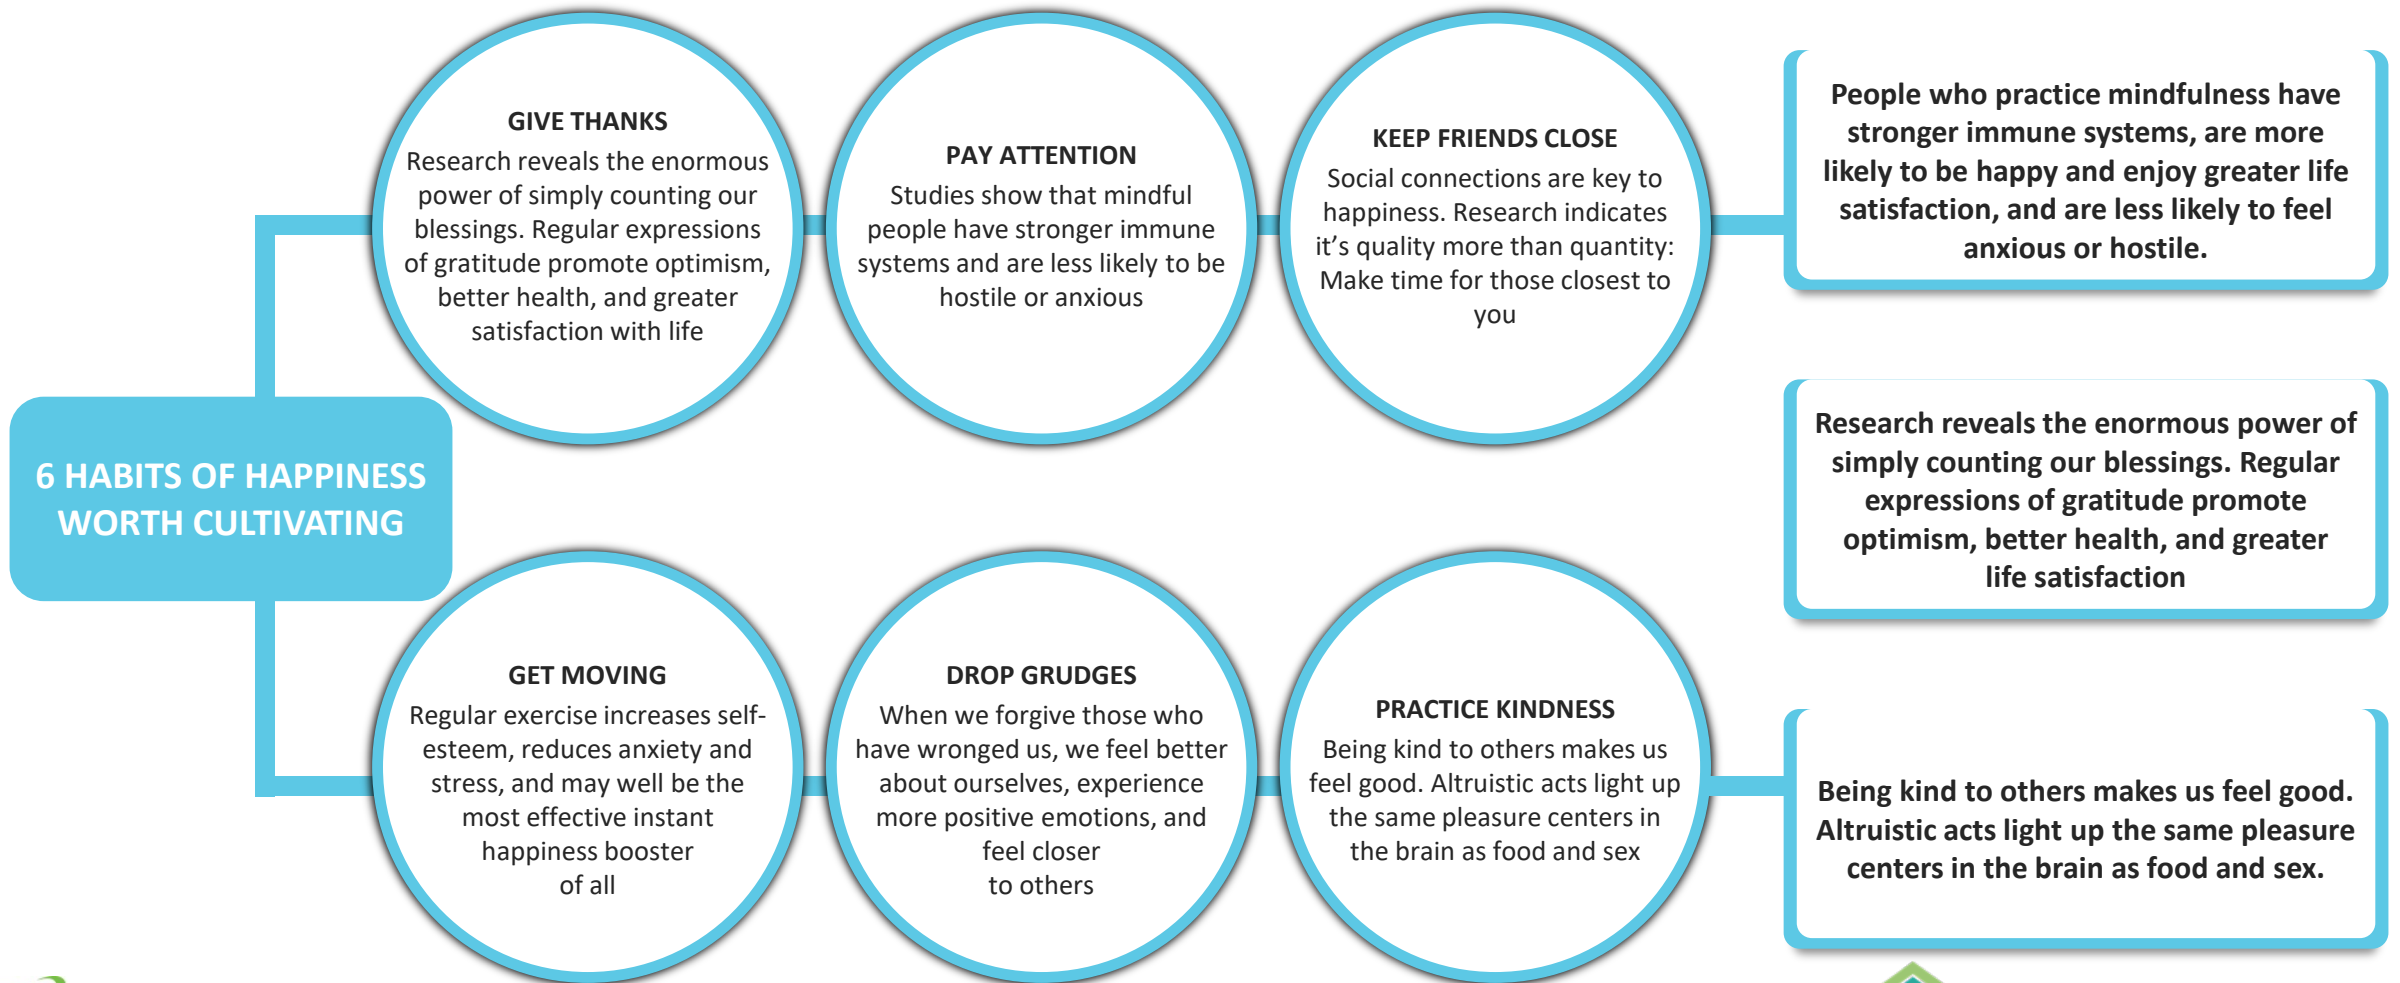 6 HABITS OF HAPPINESS
WORTH CULTIVATING
GIVE THANKS
Research reveals the enormous
power of simply counting our
blessings. Regular expressions
of gratitude promote optimism,
better health, and greater
satisfaction with life
PAY ATTENTION
Studies show that mindful
people have stronger immune
systems and are less likely to be
hostile or anxious
KEEP FRIENDS CLOSE
Social connections are key to
happiness. Research indicates
it’s quality more than quantity:
Make time for those closest to
you
GET MOVING
Regular exercise increases self-
esteem, reduces anxiety and
stress, and may well be the
most effective instant
happiness booster
of all
DROP GRUDGES
When we forgive those who
have wronged us, we feel better
about ourselves, experience
more positive emotions, and
feel closer
to others
PRACTICE KINDNESS
Being kind to others makes us
feel good. Altruistic acts light up
the same pleasure centers in
the brain as food and sex
People who practice mindfulness have
stronger immune systems, are more
likely to be happy and enjoy greater life
satisfaction, and are less likely to feel
anxious or hostile.
Research reveals the enormous power of
simply counting our blessings. Regular
expressions of gratitude promote
optimism, better health, and greater
life satisfaction
Being kind to others makes us feel good.
Altruistic acts light up the same pleasure
centers in the brain as food and sex.